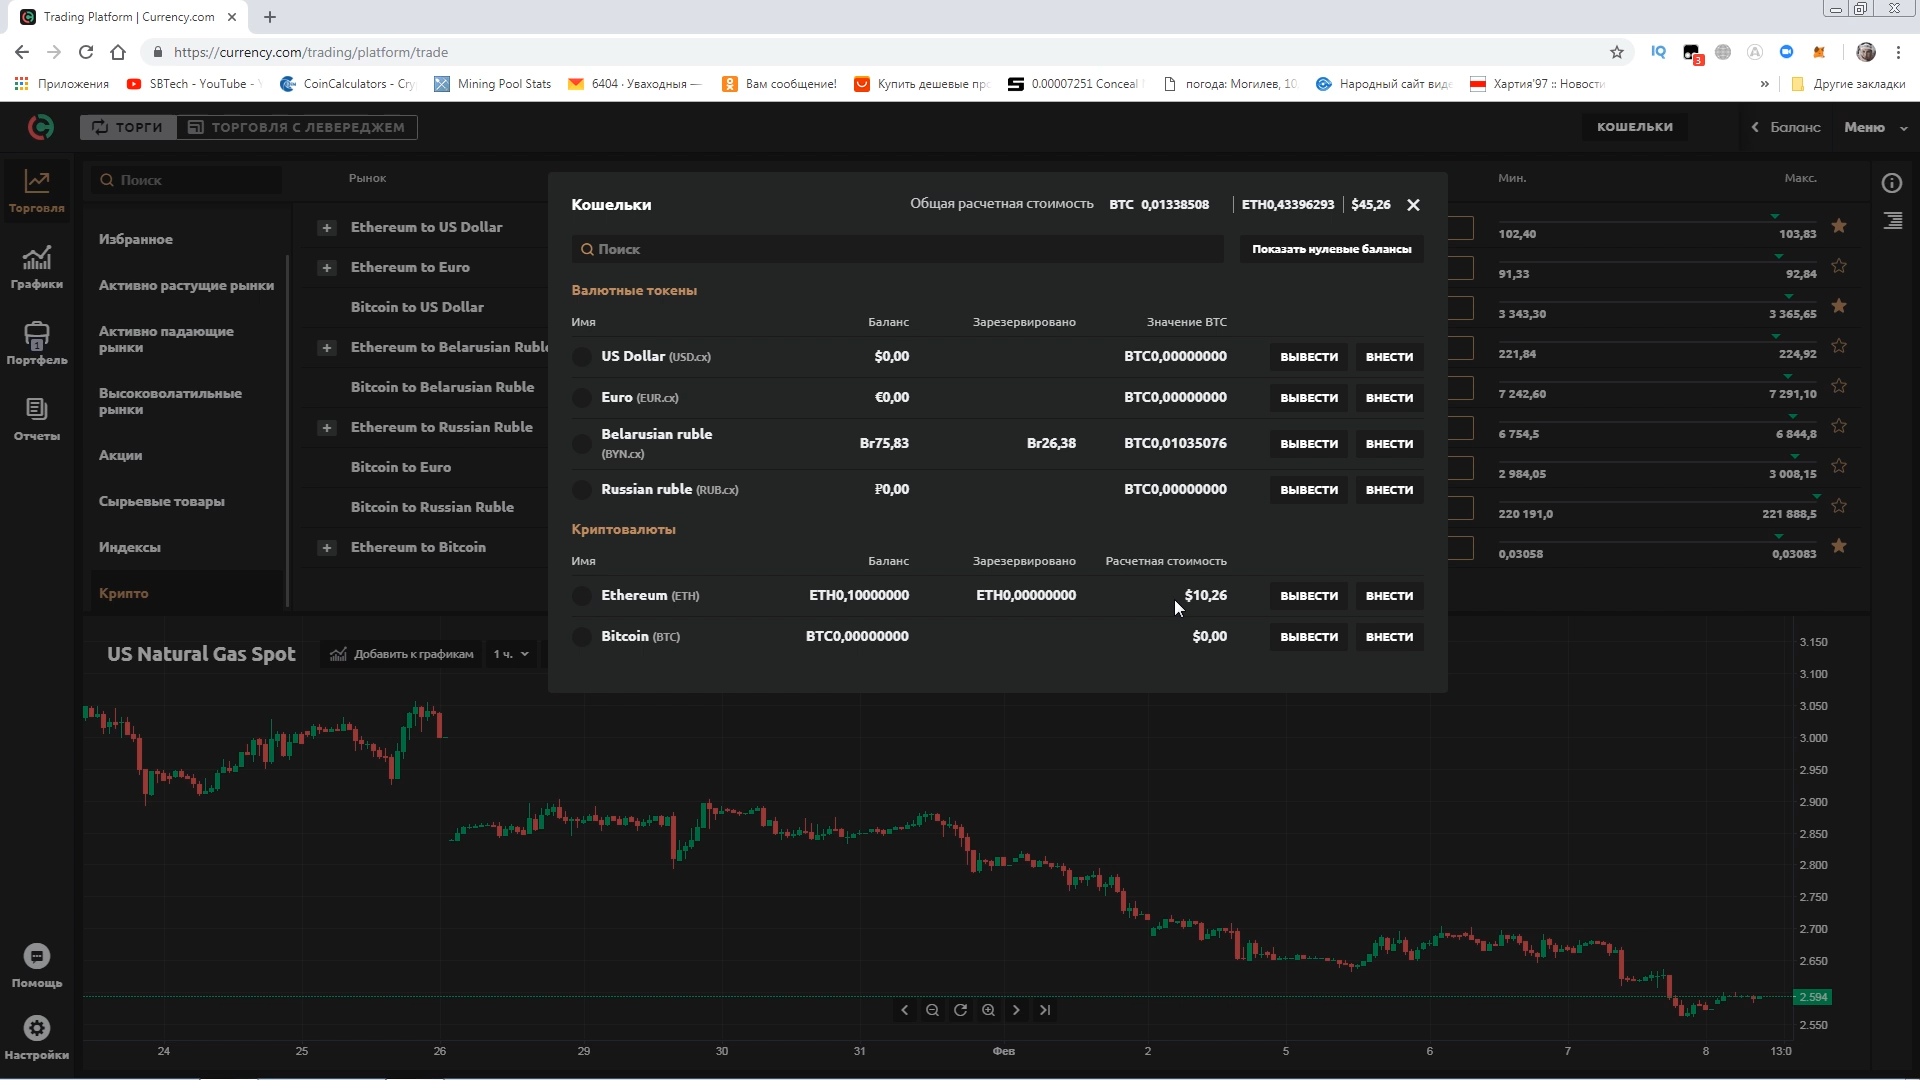 Trading Platform | Currency.com
https://currency.com/trading/platform/trade
3
Приложения
SBTech - YouTube -
CoinCalculators - Cry
Mining Pool Stats
6404 · Уваходныя —
Вам сообщение!
Купить дешевые
0.00007251 Conceal
погода: Могилев, 10
Народный сайт
Хартия'97 :: Новости
»
Другие закладки
ТОРГИ
ТОРГОВЛЯ С ЛЕВЕРЕДЖЕМ
КОШЕЛЬКИ
Баланс
Меню
Торговля
Графики
1
Портфель
Отчеты
Помощь
Настройки
Поиск
Избранное
Активно растущие рынки
Активно падающие
рынки
Высоковолатильные
рынки
Акции
Сырьевые товары
Индексы
Крипто
Рынок
Ethereum to US Dollar
Ethereum to Euro
Bitcoin to US Dollar
Ethereum to Belarusian Ruble
Bitcoin to Belarusian Ruble
Ethereum to Russian Ruble
Bitcoin to Euro
Bitcoin to Russian Ruble
Ethereum to Bitcoin
Кошельки
Общая расчетная стоимость BTC 0,01338508 ETH0,43396293 $45,26
Поиск
Показать нулевые балансы
Валютные токены
Имя Баланс Зарезервировано Значение BTC
US Dollar (USD.cx) $0,00 BTC0,00000000 ВЫВЕСТИ ВНЕСТИ
Euro (EUR.cx) €0,00 BTC0,00000000 ВЫВЕСТИ ВНЕСТИ
Belarusian ruble
(BYN.cx) Br75,83 Br26,38 BTC0,01035076 ВЫВЕСТИ ВНЕСТИ
Russian ruble (RUB.cx) ₽0,00 BTC0,00000000 ВЫВЕСТИ ВНЕСТИ
Криптовалюты
Имя Баланс Зарезервировано Расчетная стоимость
Ethereum (ETH) ETH0,10000000 ETH0,00000000 $10,26 ВЫВЕСТИ ВНЕСТИ
Bitcoin (BTC) BTC0,00000000 $0,00 ВЫВЕСТИ ВНЕСТИ
Мин. Макс.
102,40 103,83
91,33 92,84
3 343,30 3 365,65
221,84 224,92
7 242,60 7 291,10
6 754,5 6 844,8
2 984,05 3 008,15
220 191,0 221 888,5
0,03058 0,03083
US Natural Gas Spot
Добавить к графикам
1 ч.
3.150
3.100
3.050
3.000
2.950
2.900
2.850
2.800
2.750
2.700
2.650
2.594
2.550
24 25 26 29 30 31 Фев 2 5 6 7 8 13:0